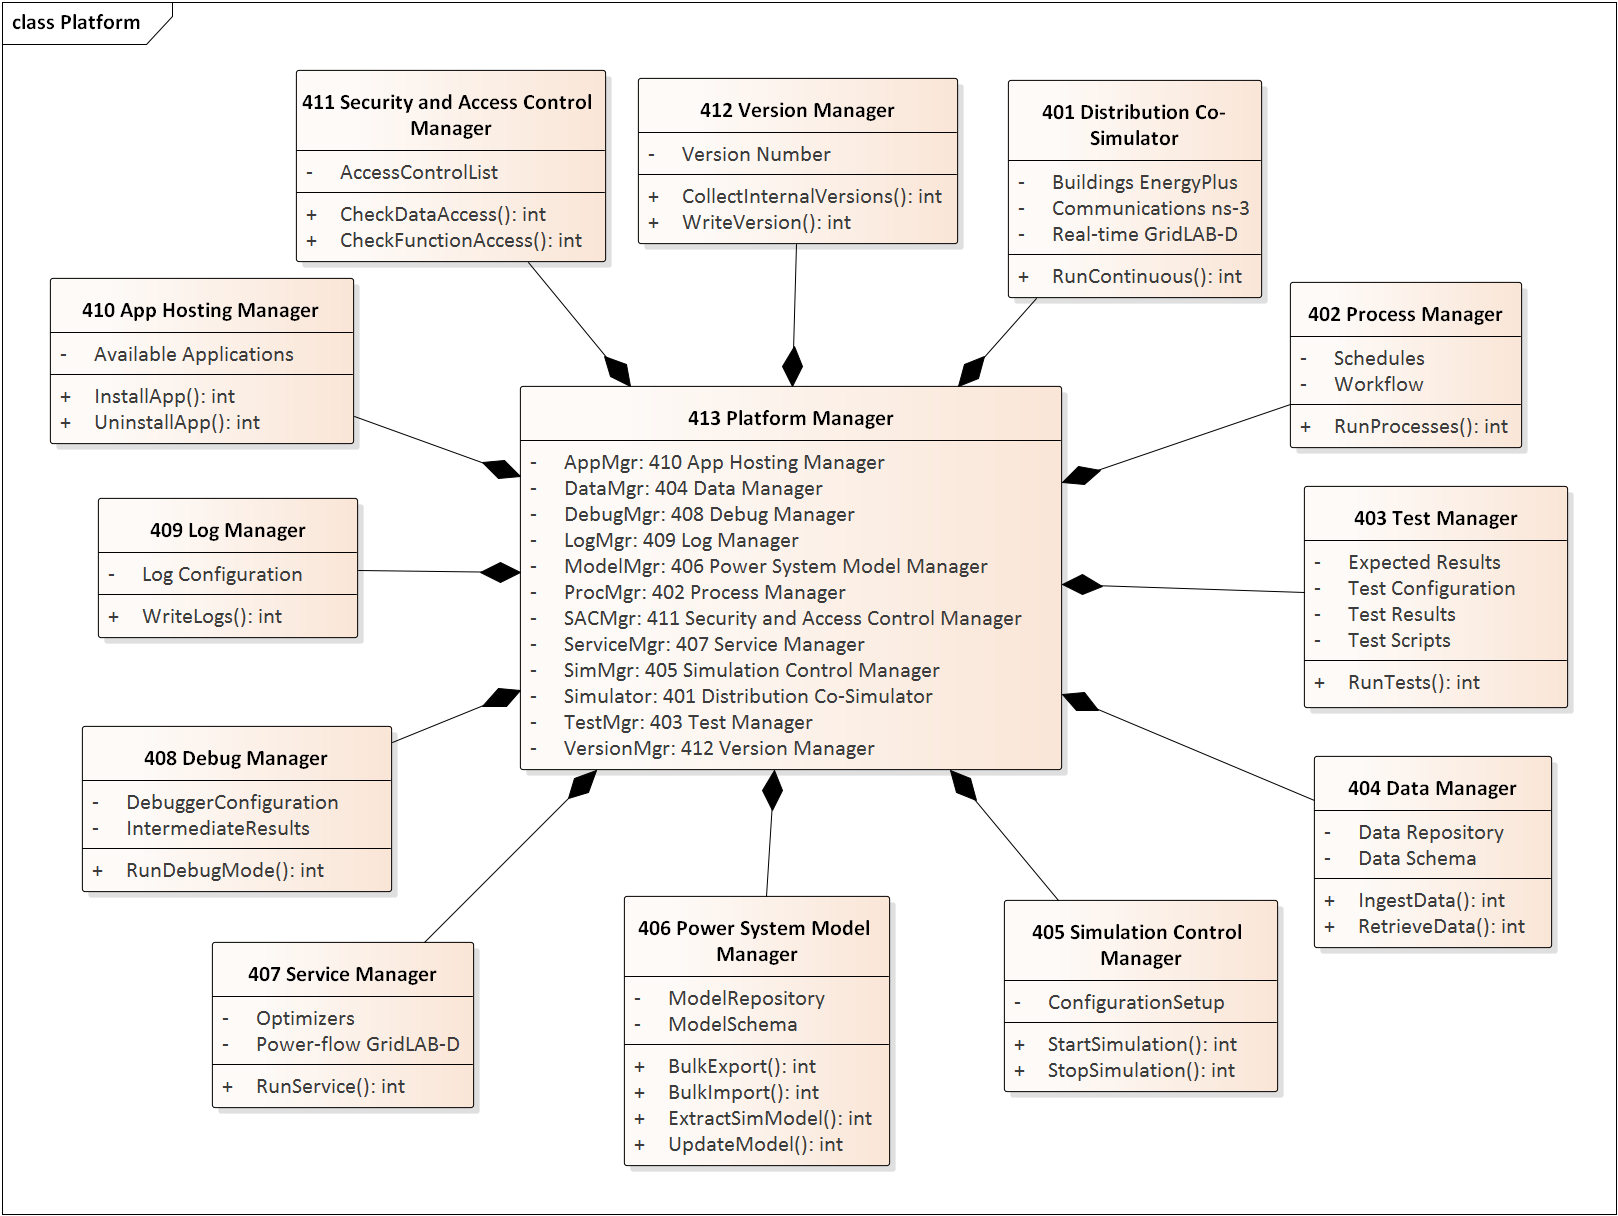 class Platform
411 Security and Access Control
Manager
- AccessControlList
+ CheckDataAccess(): int
+ CheckFunctionAccess(): int
412 Version Manager
- Version Number
+ CollectInternalVersions(): int
+ WriteVersion(): int
401 Distribution Co-
Simulator
- Buildings EnergyPlus
- Communications ns-3
- Real-time GridLAB-D
+ RunContinuous(): int
410 App Hosting Manager
- Available Applications
+ InstallApp(): int
+ UninstallApp(): int
402 Process Manager
- Schedules
- Workflow
+ RunProcesses(): int
413 Platform Manager
- AppMgr: 410 App Hosting Manager
- DataMgr: 404 Data Manager
- DebugMgr: 408 Debug Manager
- LogMgr: 409 Log Manager
- ModelMgr: 406 Power System Model Manager
- ProcMgr: 402 Process Manager
- SACMgr: 411 Security and Access Control Manager
- ServiceMgr: 407 Service Manager
- SimMgr: 405 Simulation Control Manager
- Simulator: 401 Distribution Co-Simulator
- TestMgr: 403 Test Manager
- VersionMgr: 412 Version Manager
409 Log Manager
- Log Configuration
+ WriteLogs(): int
403 Test Manager
- Expected Results
- Test Configuration
- Test Results
- Test Scripts
+ RunTests(): int
408 Debug Manager
- DebuggerConfiguration
- IntermediateResults
+ RunDebugMode(): int
404 Data Manager
- Data Repository
- Data Schema
+ IngestData(): int
+ RetrieveData(): int
407 Service Manager
- Optimizers
- Power-flow GridLAB-D
+ RunService(): int
406 Power System Model
Manager
- ModelRepository
- ModelSchema
+ BulkExport(): int
+ BulkImport(): int
+ ExtractSimModel(): int
+ UpdateModel(): int
405 Simulation Control
Manager
- ConfigurationSetup
+ StartSimulation(): int
+ StopSimulation(): int